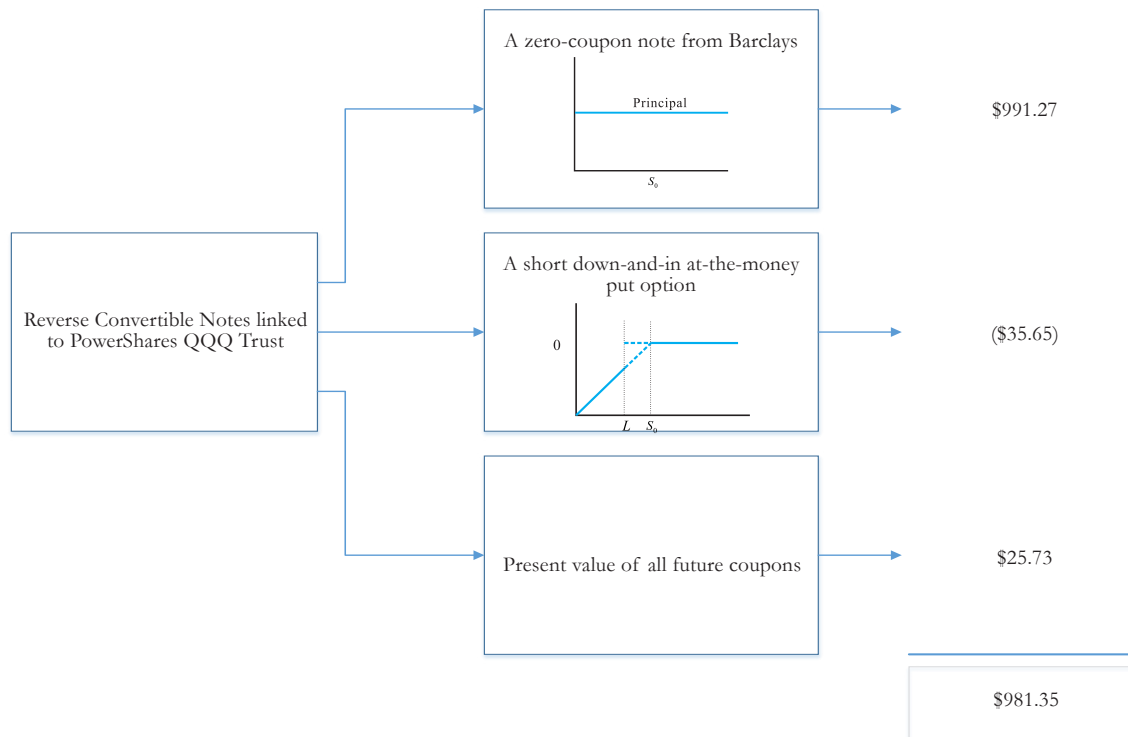 A zero-coupon note from Barclays
Principal
S₀
$991.27
Reverse Convertible Notes linked
to PowerShares QQQ Trust
A short down-and-in at-the-money
put option
0
L S₀
($35.65)
Present value of all future coupons
$25.73
$981.35